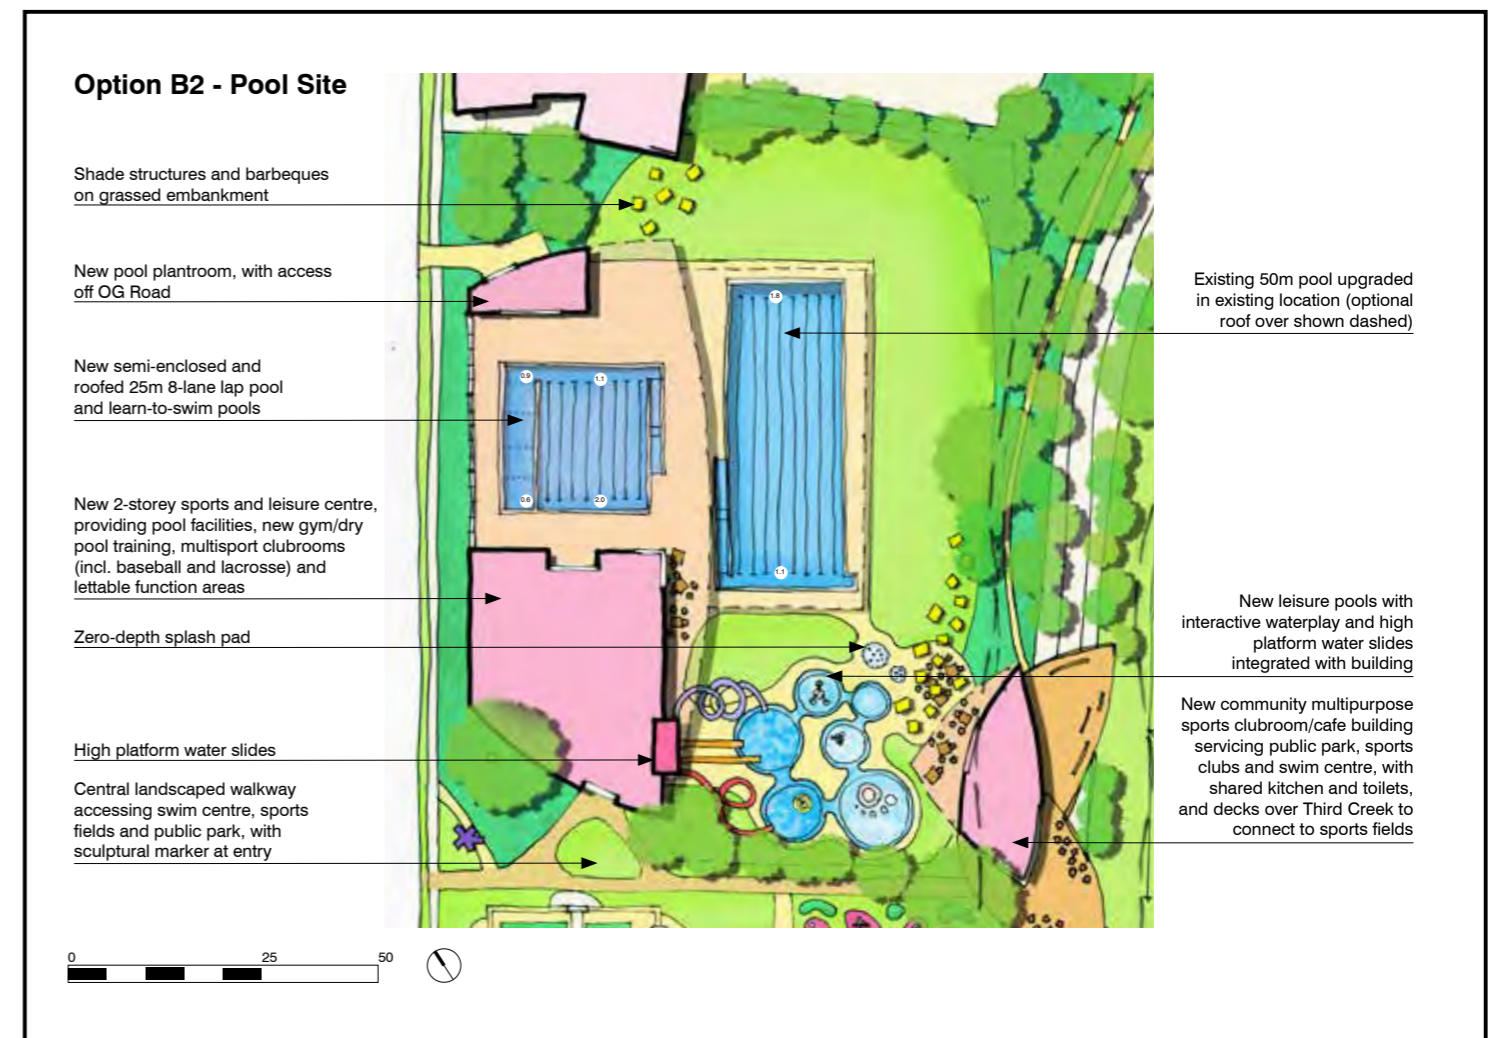 Option B2 - Pool Site
Shade structures and barbeques
on grassed embankment
New pool plantroom, with access
off OG Road
New semi-enclosed and
roofed 25m 8-lane lap pool
and learn-to-swim pools
New 2-storey sports and leisure centre,
providing pool facilities, new gym/dry
pool training, multisport clubrooms
(incl. baseball and lacrosse) and
lettable function areas
Zero-depth splash pad
High platform water slides
Central landscaped walkway
accessing swim centre, sports
fields and public park, with
sculptural marker at entry
1.8
0.9
1.1
0.6
2.0
1.1
Existing 50m pool upgraded
in existing location (optional
roof over shown dashed)
New leisure pools with
interactive waterplay and high
platform water slides
integrated with building
New community multipurpose
sports clubroom/cafe building
servicing public park, sports
clubs and swim centre, with
shared kitchen and toilets,
and decks over Third Creek to
connect to sports fields
0 25 50